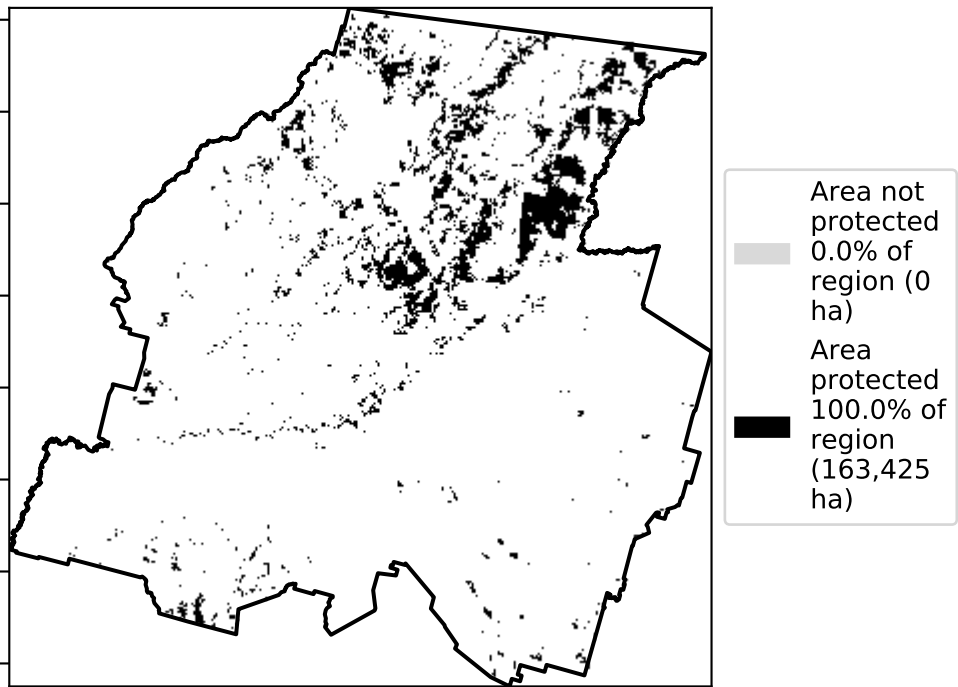 Area not
protected
0.0% of
region (0
ha)
Area
protected
100.0% of
region
(163,425
ha)